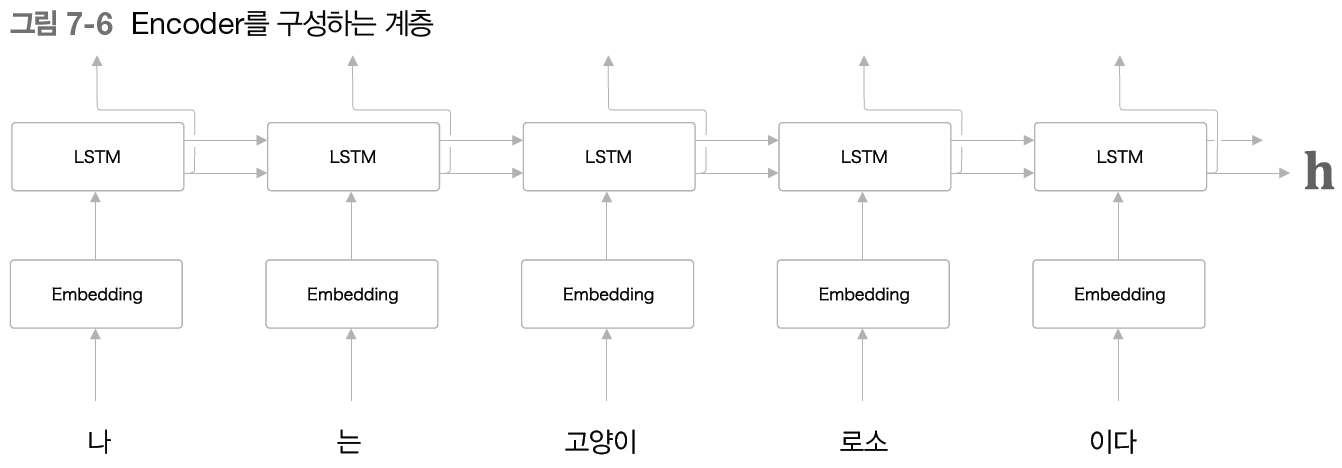 그림 7-6 Encoder를 구성하는 계층
LSTM LSTM LSTM LSTM LSTM
h
Embedding Embedding Embedding Embedding Embedding
나 는 고양이 로소 이다